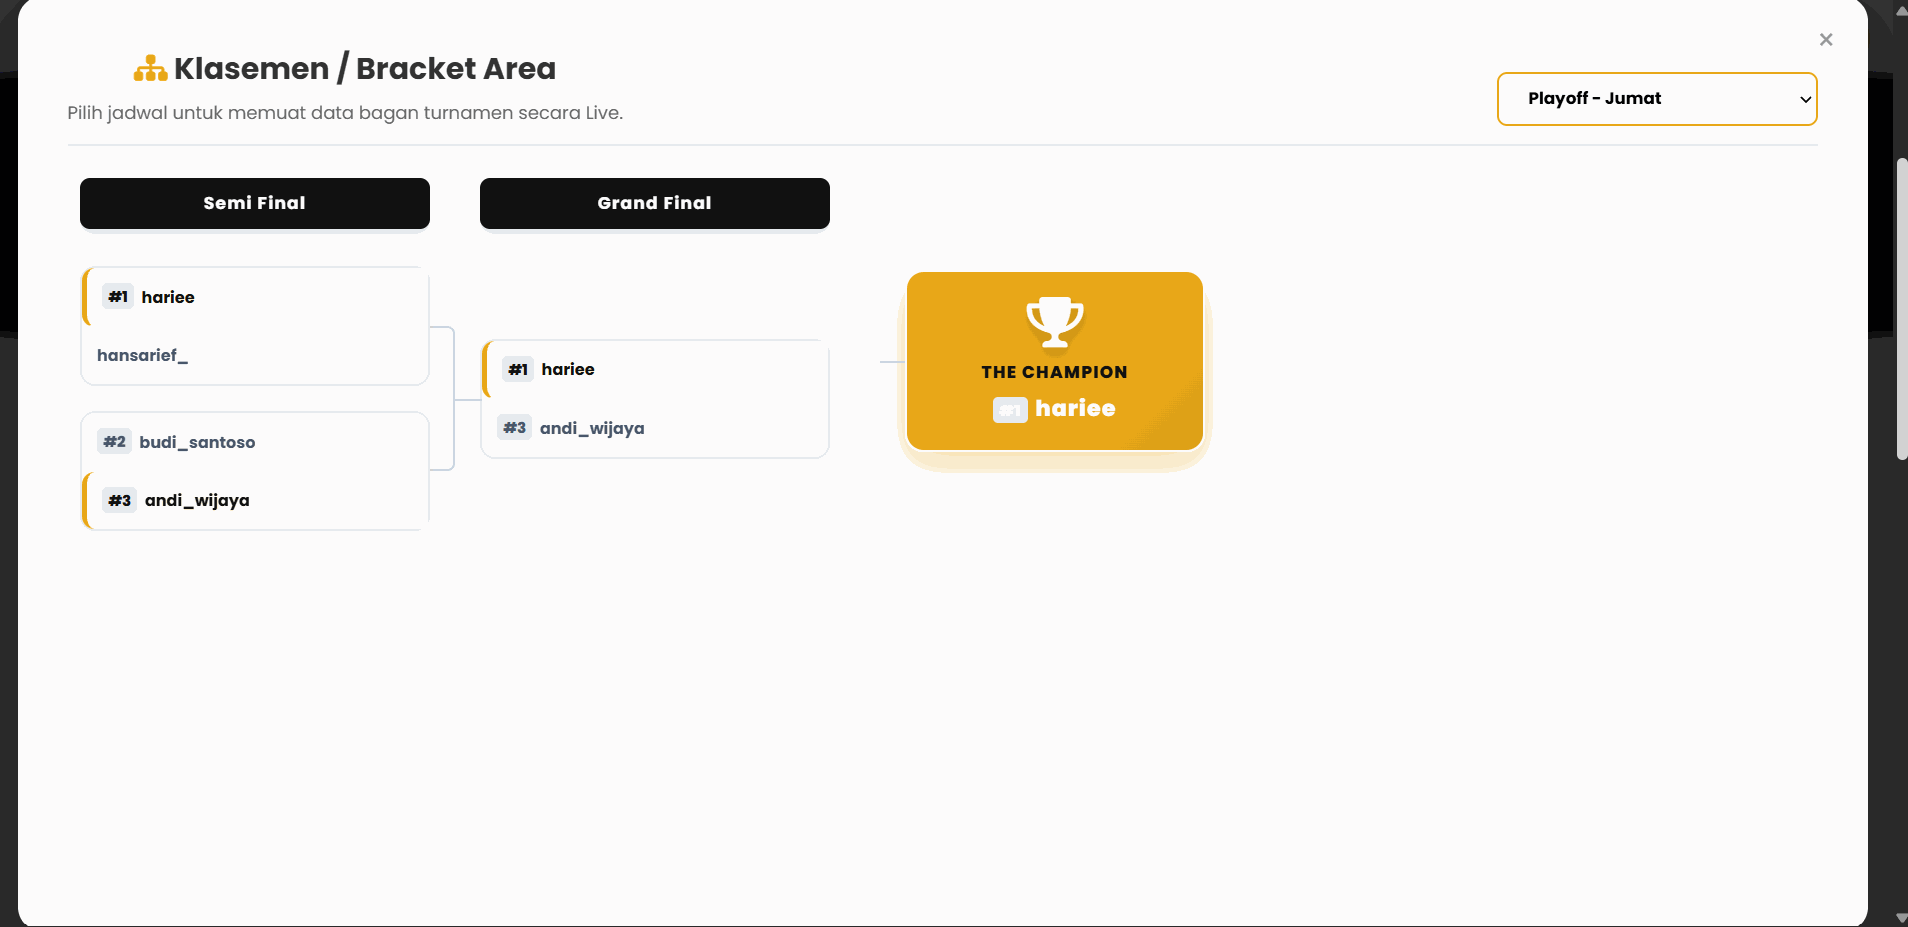 Klasemen / Bracket Area
Pilih jadwal untuk memuat data bagan turnamen secara Live.
Playoff - Jumat
Semi Final
Grand Final
#1 hariee
hansarief_
#2 budi_santoso
#3 andi_wijaya
#1 hariee
#3 andi_wijaya
THE CHAMPION
#1 hariee